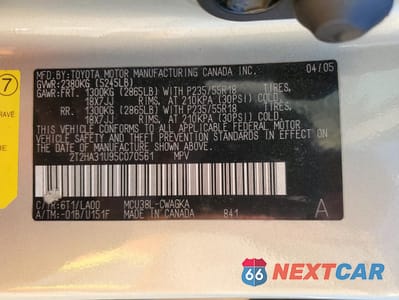 MFD.BY:TOYOTA MOTOR MANUFACTURING CANADA INC. 04/05
GVWR:2380KG (5245LB)
GAWR:FRT. 1300KG (2865LB) WITH P235/55R18 TIRES,
18X7JJ RIMS, AT 210KPA (30PSI) COLD.
RR. 1300KG (2865LB) WITH P235/55R18 TIRES,
18X7JJ RIMS, AT 210KPA (30PSI) COLD.
THIS VEHICLE CONFORMS TO ALL APPLICABLE FEDERAL MOTOR
VEHICLE SAFETY STANDARDS IN EFFECT ON
THE DATE OF MANUFACTURE SHOWN ABOVE.
2T2HA31U95C070561 MPV
C/TR:6T1/LA00 MCU38L-CWAGKA
A/TM:-01B/U151F MADE IN CANADA 841 A
7
RAVE
66 NEXTCAR